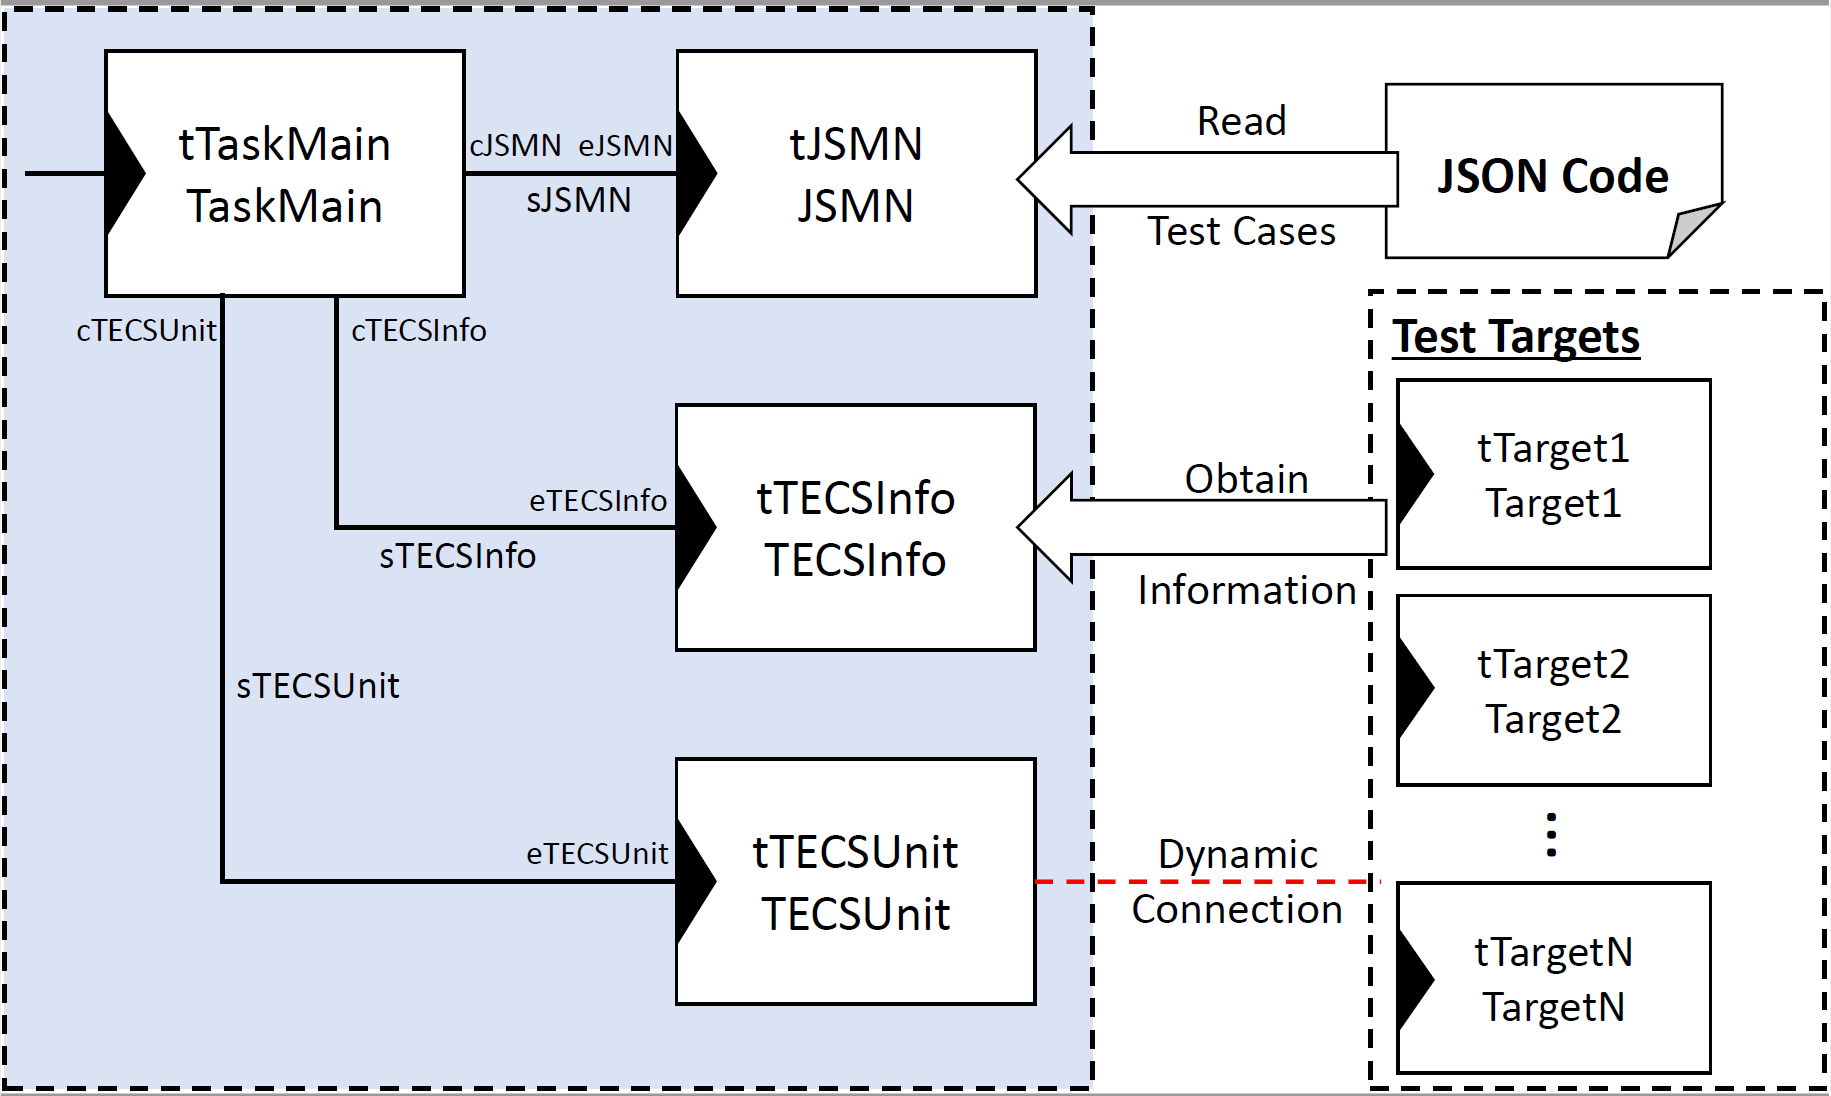 tTaskMain
TaskMain
cJSMN eJSMN
sJSMN
tJSMN
JSMN
Read
Test Cases
JSON Code
cTECSUnit
cTECSInfo
eTECSInfo
sTECSInfo
tTECSInfo
TECSInfo
Obtain
Information
Test Targets
tTarget1
Target1
tTarget2
Target2
⋮
sTECSUnit
eTECSUnit
tTECSUnit
TECSUnit
Dynamic
Connection
tTargetN
TargetN